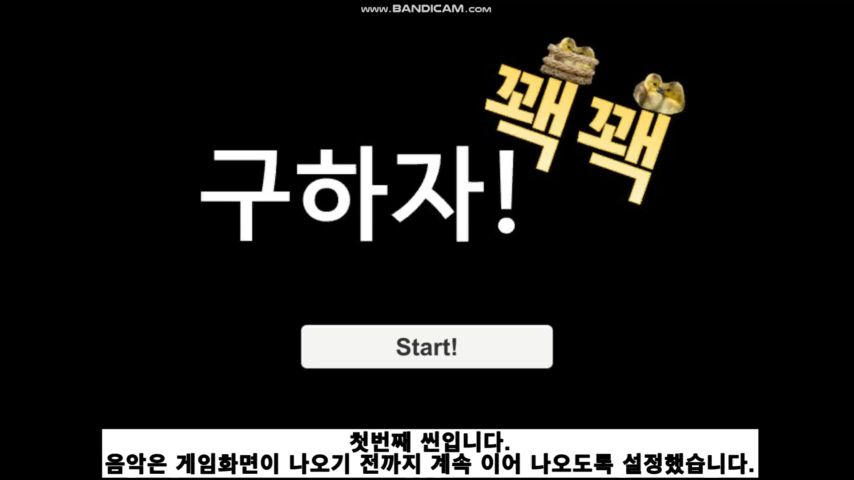 www.BANDICAM.com
꽥꽥
구하자!
Start!
첫번째 씬입니다.
음악은 게임화면이 나오기 전까지 계속 이어 나오도록 설정했습니다.